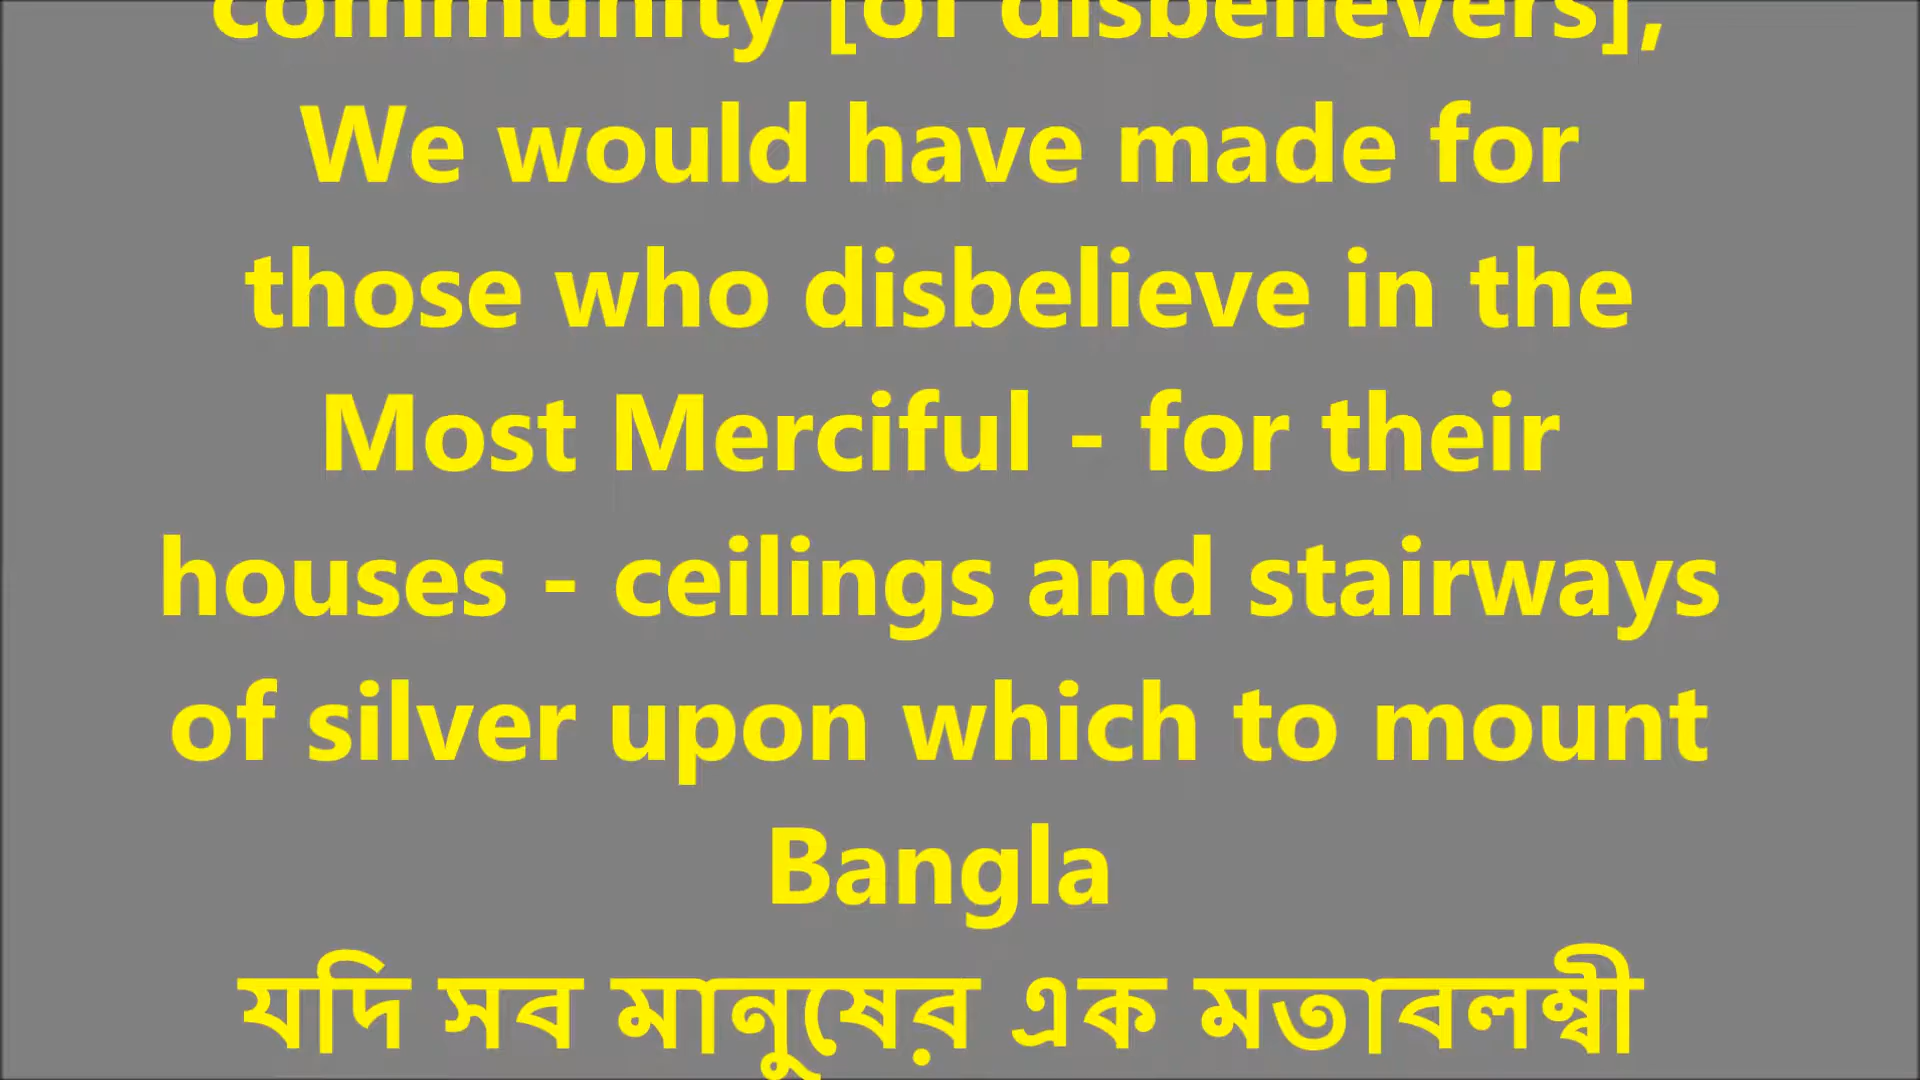 community [of disbelievers],
We would have made for
those who disbelieve in the
Most Merciful - for their
houses - ceilings and stairways
of silver upon which to mount
Bangla
যদি সব মানুষের এক মতাবলম্বী